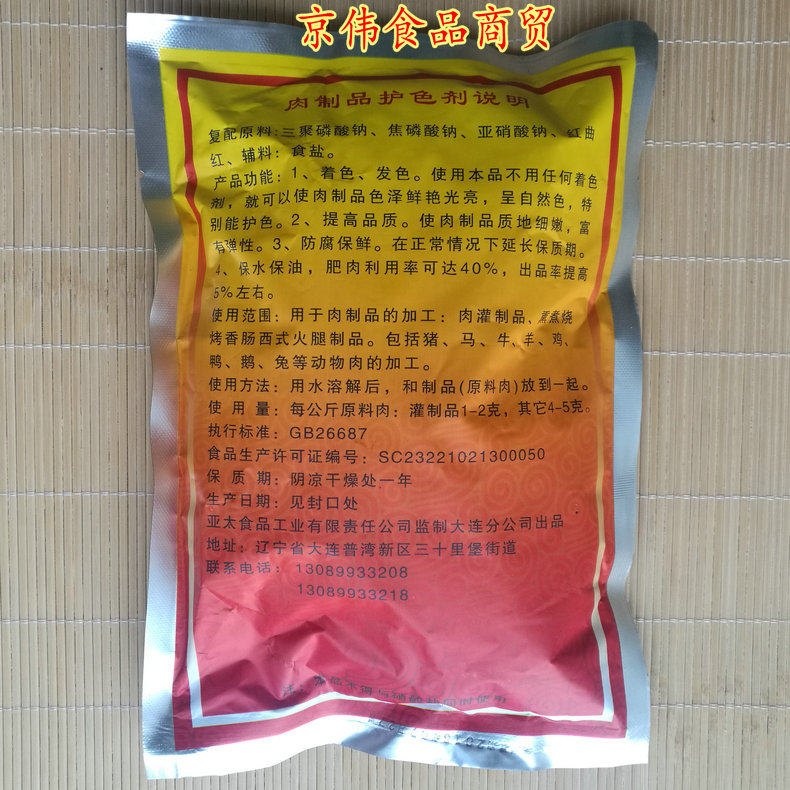 京伟食品商贸
肉制品护色剂说明
复配原料:三聚磷酸钠、焦磷酸钠、亚硝酸钠、红曲
红、辅料:食盐。
产品功能:1、着色、发色。使用本品不用任何着色
剂,就可以使肉制品色泽鲜艳光亮,呈自然色,特
别能护色。2、提高品质。使肉制品质地细嫩,富
有弹性。3、防腐保鲜。在正常情况下延长保质期。
4、保水保油,肥肉利用率可达40%,出品率提高
5%左右。
使用范围:用于肉制品的加工:肉灌制品、蒸煮烧
烤香肠西式火腿制品。包括猪、马、牛、羊、鸡、
鸭、鹅、兔等动物肉的加工。
使用方法:用水溶解后,和制品(原料肉)放到一起。
使用量:每公斤原料肉:灌制品1-2克,其它4-5克。
执行标准:GB26687
食品生产许可证编号:SC23221021300050
保质期:阴凉干燥处一年
生产日期:见封口处
亚太食品工业有限责任公司监制大连分公司出品
地址:辽宁省大连普湾新区三十里堡街道
联系电话:13089933208
13089933218